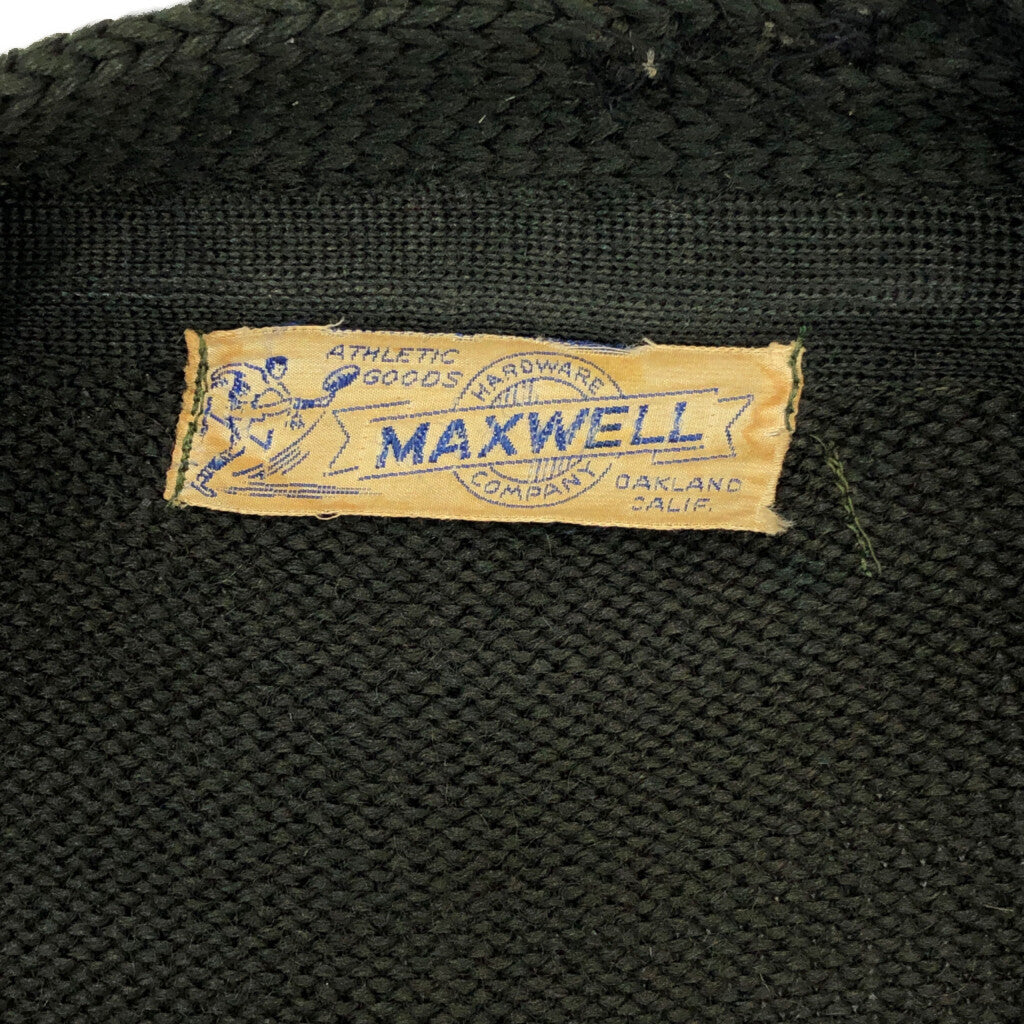 ATHLETIC
GOODS
HARDWARE
MAXWELL
COMPANY
OAKLAND
CALIF.